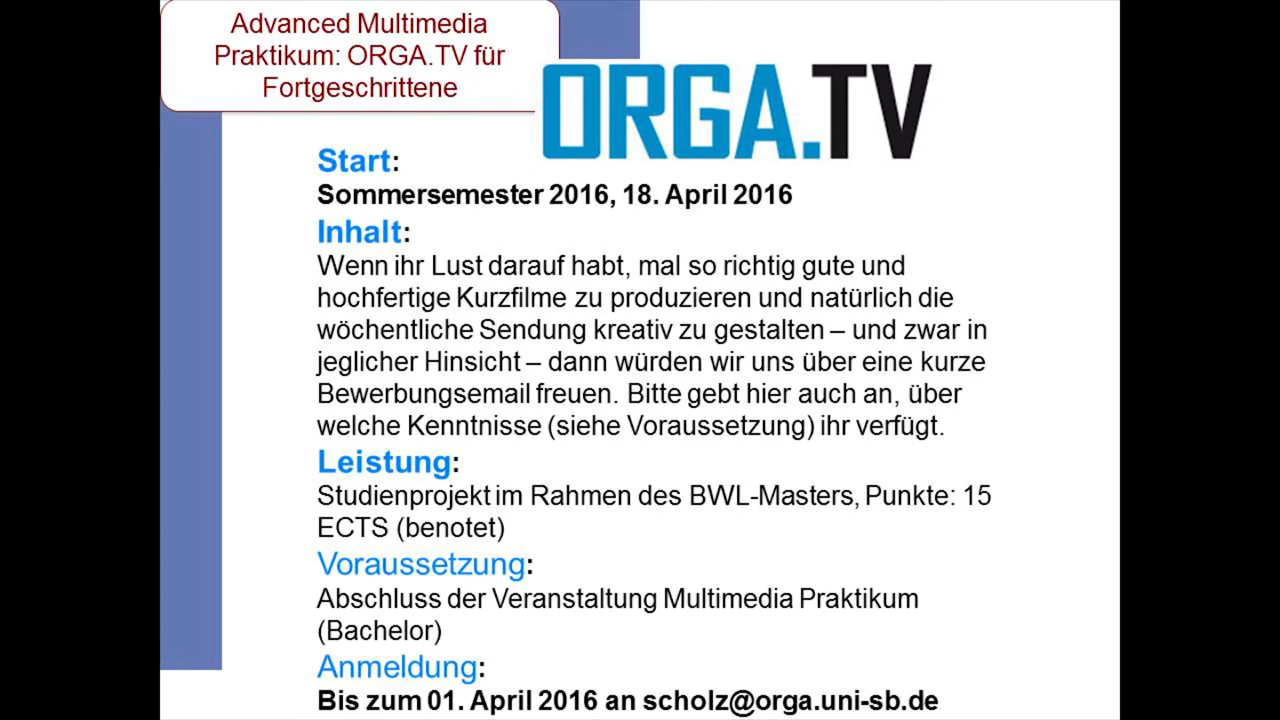 Advanced Multimedia
Praktikum: ORGA.TV für
Fortgeschrittene
ORGA.TV
Start:
Sommersemester 2016, 18. April 2016
Inhalt:
Wenn ihr Lust darauf habt, mal so richtig gute und
hochfertige Kurzfilme zu produzieren und natürlich die
wöchentliche Sendung kreativ zu gestalten – und zwar in
jeglicher Hinsicht – dann würden wir uns über eine kurze
Bewerbungsemail freuen. Bitte gebt hier auch an, über
welche Kenntnisse (siehe Voraussetzung) ihr verfügt.
Leistung:
Studienprojekt im Rahmen des BWL-Masters, Punkte: 15
ECTS (benotet)
Voraussetzung:
Abschluss der Veranstaltung Multimedia Praktikum
(Bachelor)
Anmeldung:
Bis zum 01. April 2016 an scholz@orga.uni-sb.de